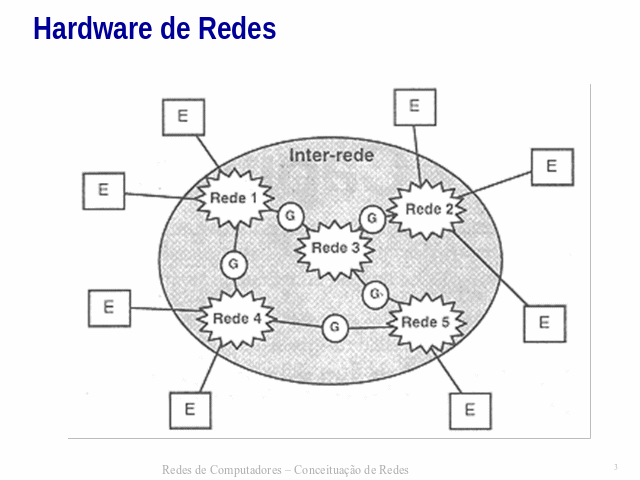 Hardware de Redes
E
E
Inter-rede
E
E
Rede 1
Rede 2
G
G
Rede 3
G
G
E
Rede 4
G
Rede 5
E
E
E
Redes de Computadores – Conceituação de Redes
3